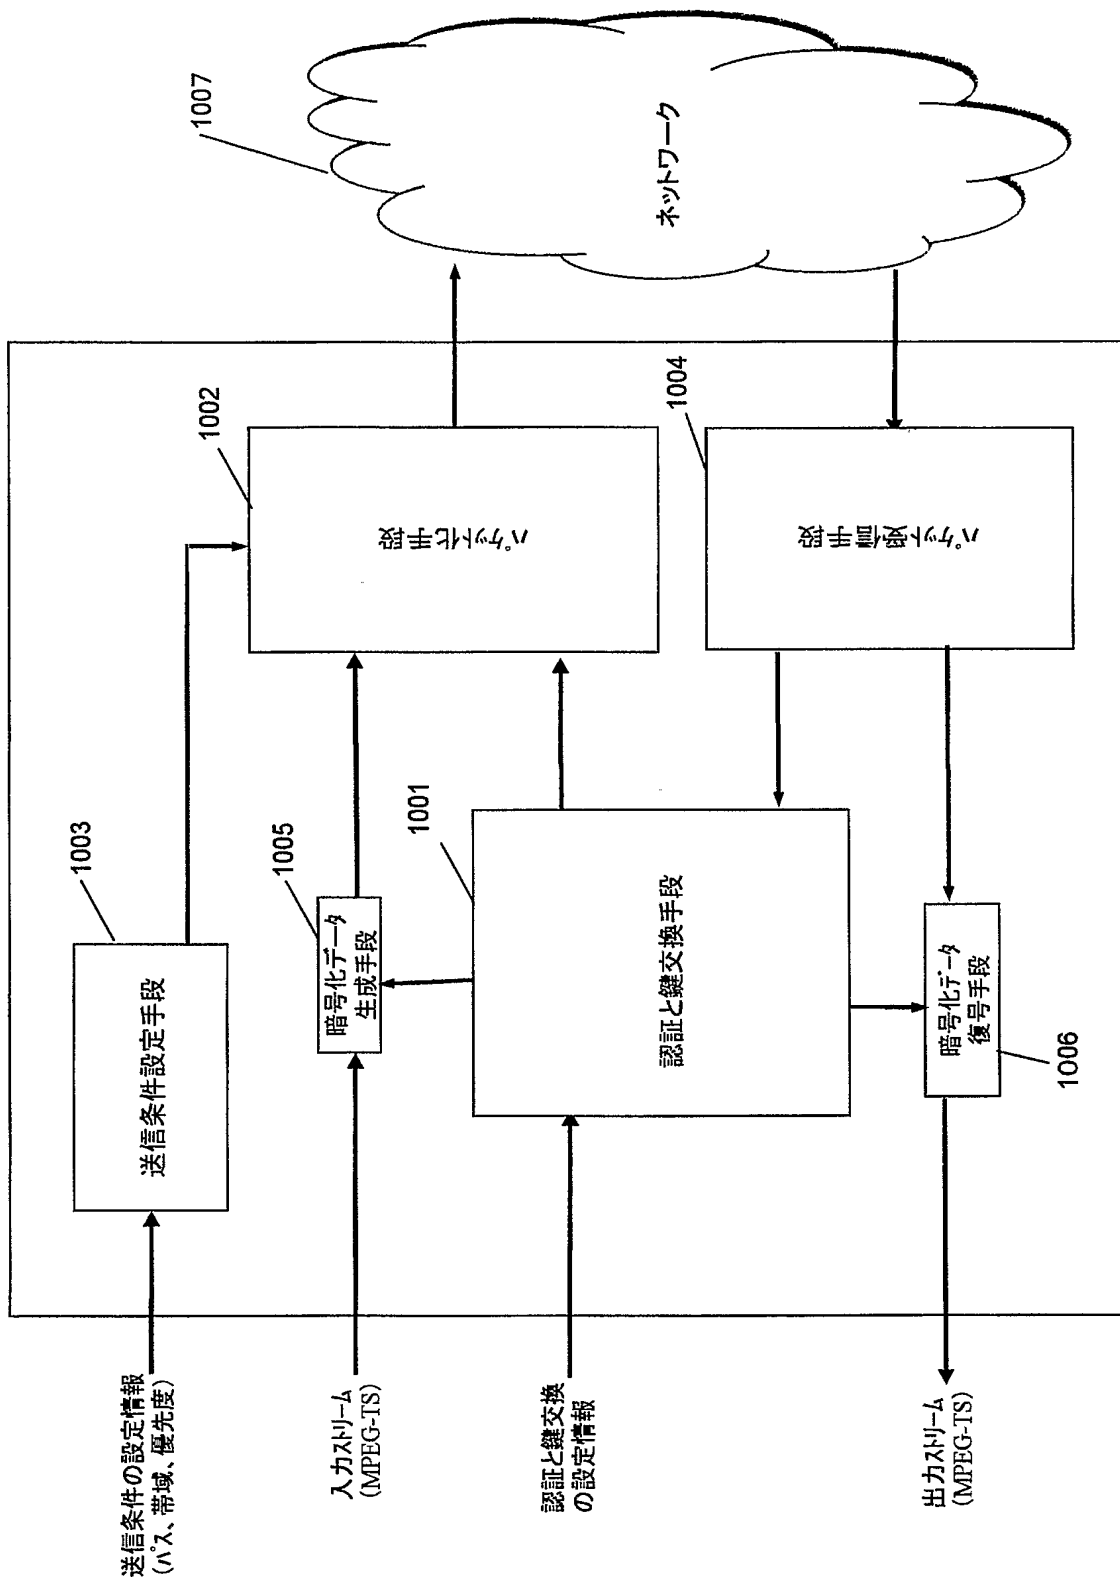 送信条件の設定情報
(パス、帯域、優先度)
入力ストリーム
(MPEG-TS)
認証と鍵交換
の設定情報
出力ストリーム
(MPEG-TS)
送信条件設定手段
1003
暗号化データ
生成手段
1005
認証と鍵交換手段
1001
暗号化データ
復号手段
1006
パケット化手段
1002
パケット受信手段
1004
ネットワーク
1007